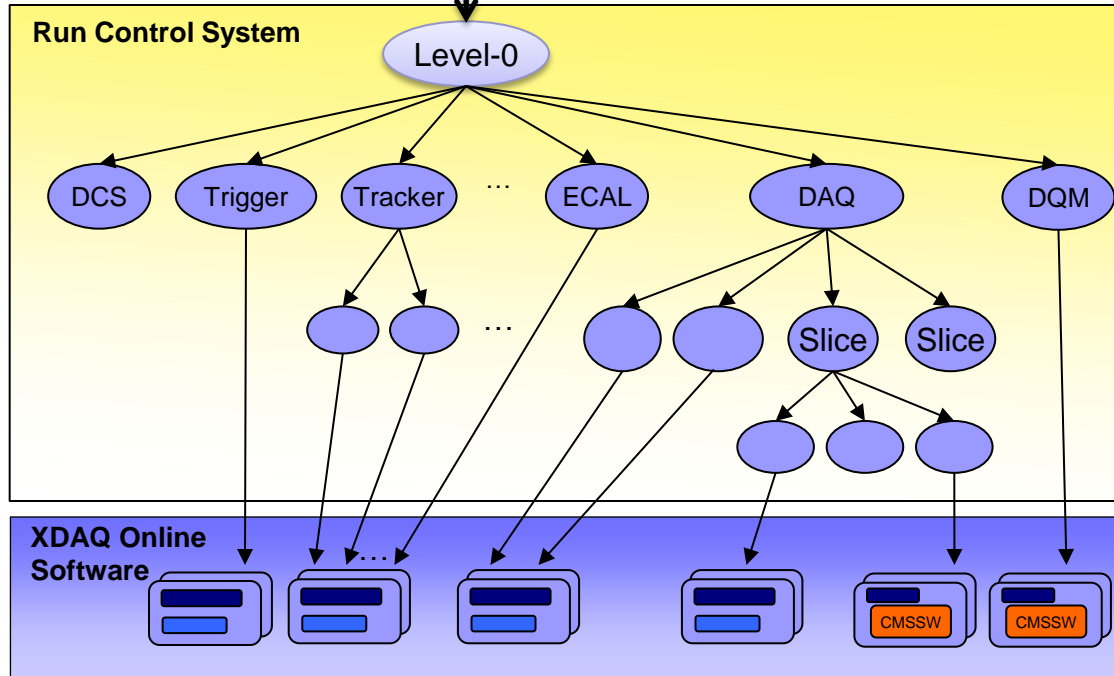 Run Control System
Level-0
DCS
Trigger
Tracker
...
ECAL
DAQ
DQM
...
Slice
Slice
XDAQ Online
Software
...
CMSSW
CMSSW